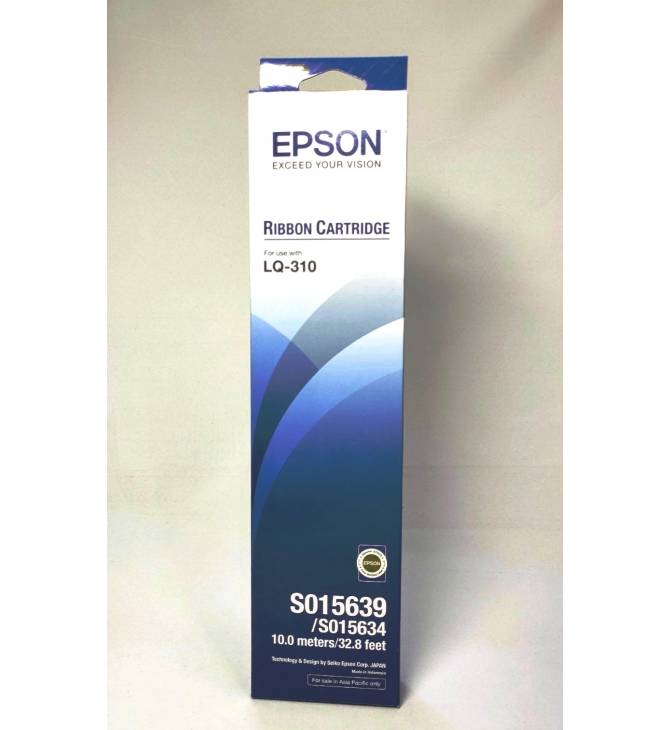 EPSON
EXCEED YOUR VISION
RIBBON CARTRIDGE
For use with
LQ-310
EPSON
S015639
/S015634
10.0 meters/32.8 feet
Technology & Design by Seiko Epson Corp. JAPAN
Made in Indonesia
For sale in Asia Pacific only